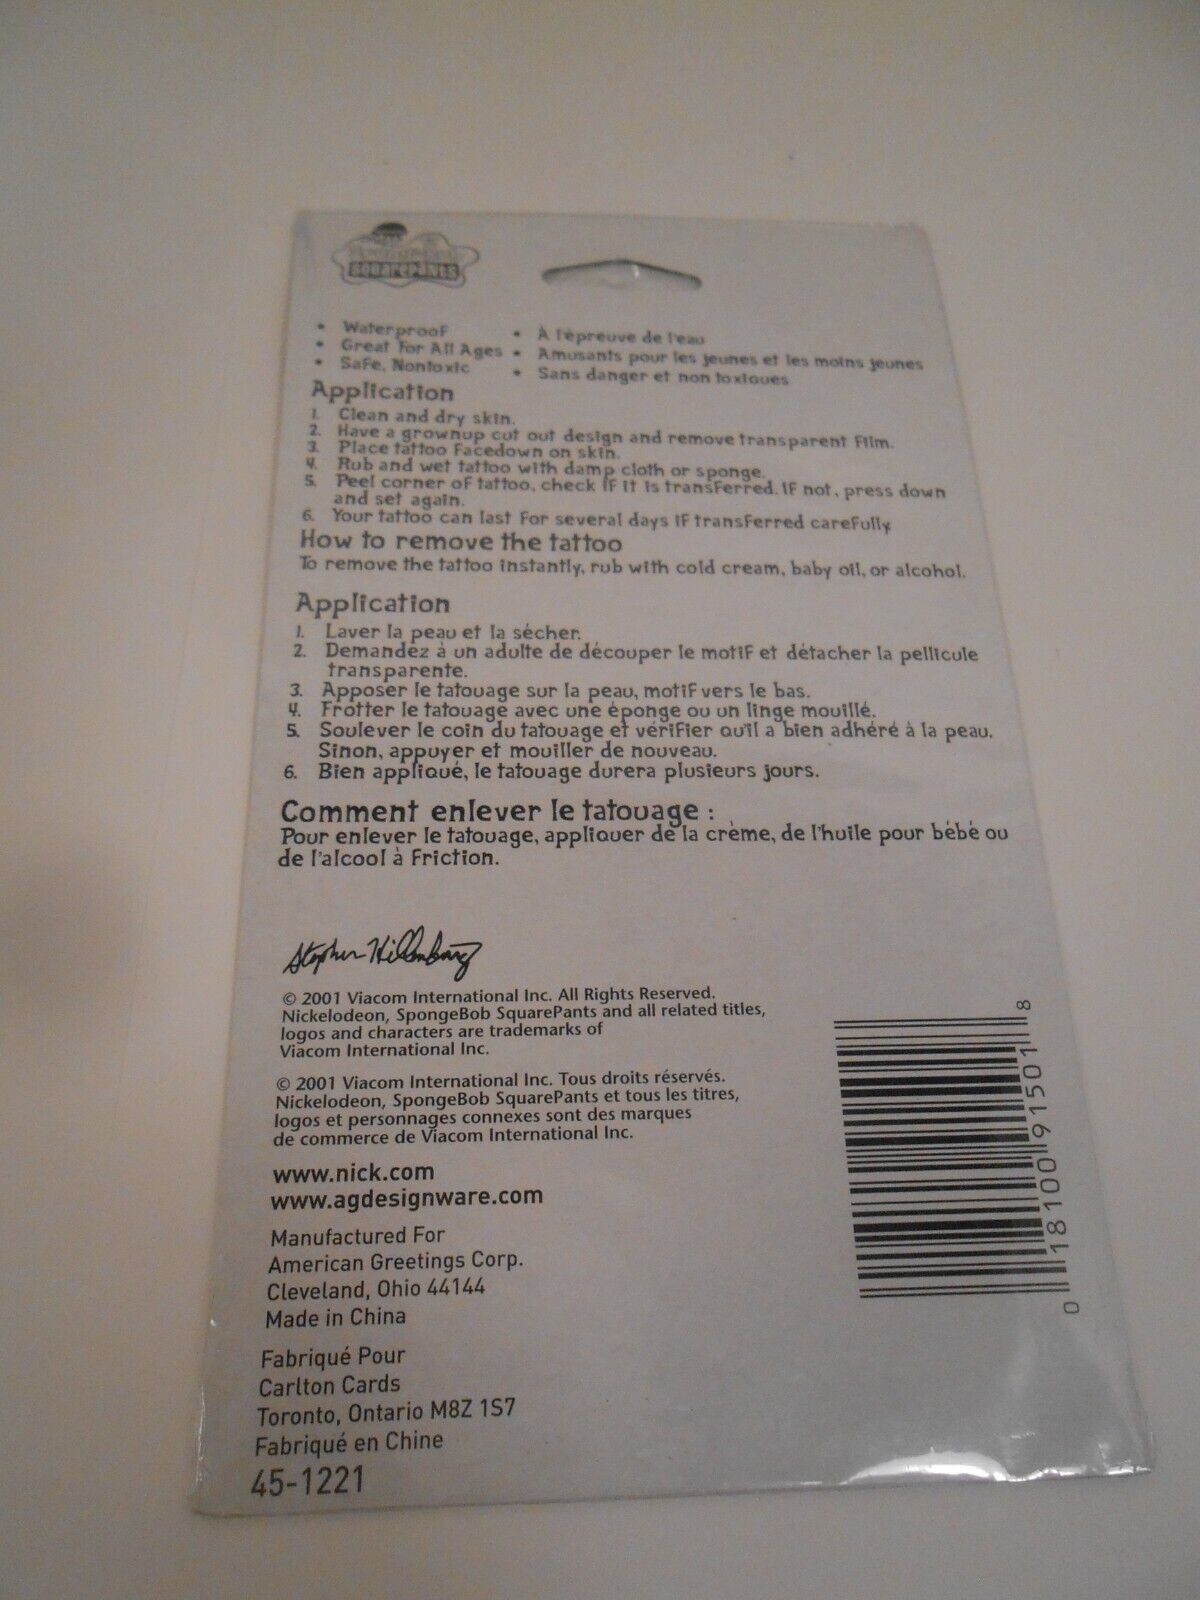 SQUAREPANTS
• Waterproof
• Great For All Ages
• Safe, Nontoxic
• À l'épreuve de l'eau
• Amusants pour les jeunes et les moins jeunes
• Sans danger et non toxiques
Application
1. Clean and dry skin.
2. Have a grownup cut out design and remove transparent film.
3. Place tattoo facedown on skin.
4. Rub and wet tattoo with damp cloth or sponge.
5. Peel corner of tattoo, check if it is transferred. If not, press down
and set again.
6. Your tattoo can last for several days if transferred carefully
How to remove the tattoo
To remove the tattoo instantly, rub with cold cream, baby oil, or alcohol.
Application
1. Laver la peau et la sécher.
2. Demandez à un adulte de découper le motif et détacher la pellicule
transparente.
3. Apposer le tatouage sur la peau, motif vers le bas.
4. Frotter le tatouage avec une éponge ou un linge mouillé.
5. Soulever le coin du tatouage et vérifier qu'il a bien adhéré à la peau.
Sinon, appuyer et mouiller de nouveau.
6. Bien appliqué, le tatouage durera plusieurs jours.
Comment enlever le tatouage :
Pour enlever le tatouage, appliquer de la crème, de l'huile pour bébé ou
de l'alcool à friction.
Stephen Hillenburg
© 2001 Viacom International Inc. All Rights Reserved.
Nickelodeon, SpongeBob SquarePants and all related titles,
logos and characters are trademarks of
Viacom International Inc.
© 2001 Viacom International Inc. Tous droits réservés.
Nickelodeon, SpongeBob SquarePants et tous les titres,
logos et personnages connexes sont des marques
de commerce de Viacom International Inc.
www.nick.com
www.agdesignware.com
Manufactured For
American Greetings Corp.
Cleveland, Ohio 44144
Made in China
Fabriqué Pour
Carlton Cards
Toronto, Ontario M8Z 1S7
Fabriqué en Chine
45-1221
0 18100 91501 8